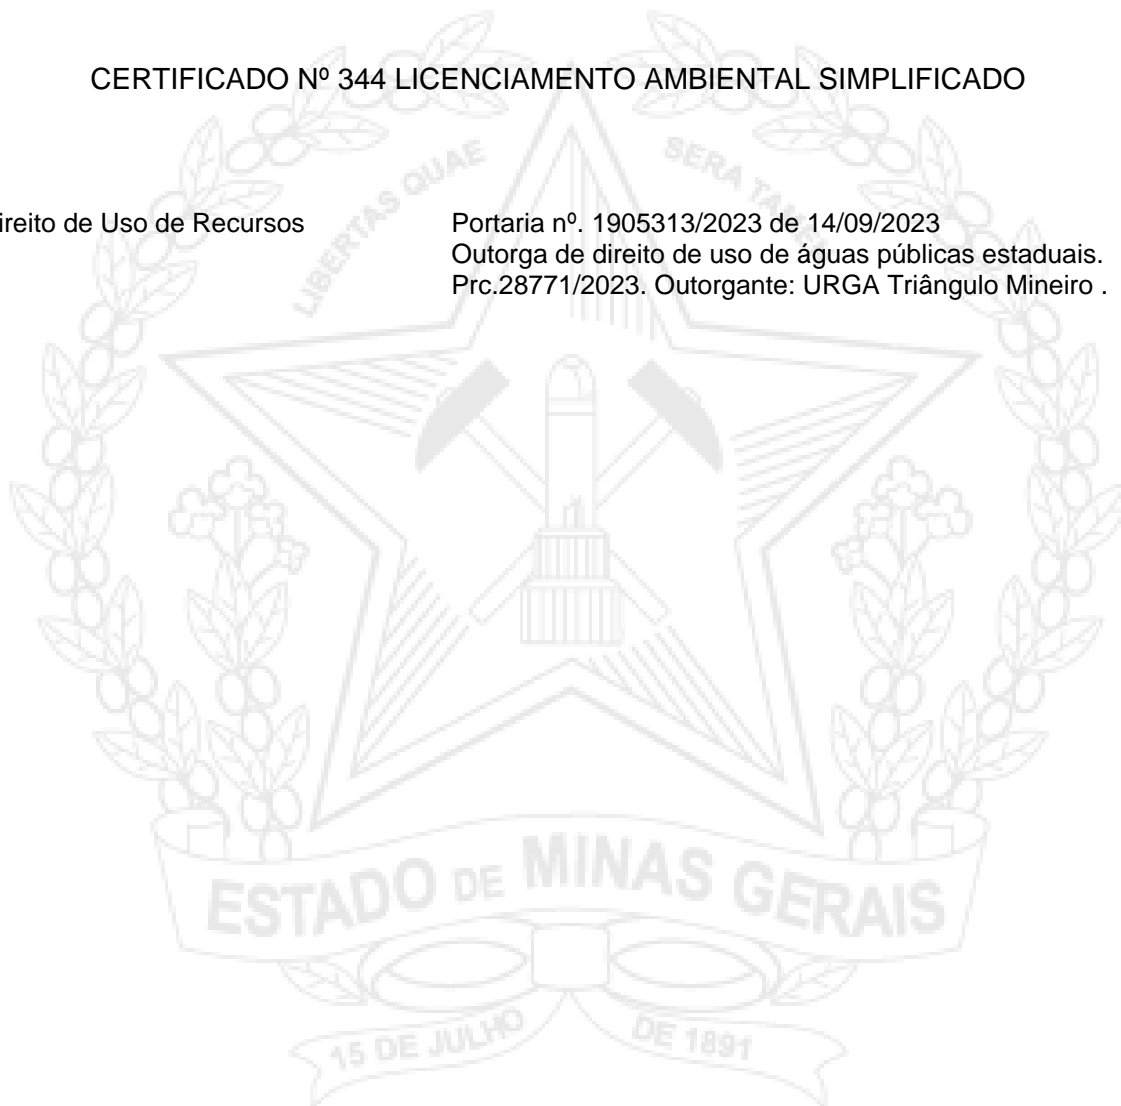 CERTIFICADO Nº 344 LICENCIAMENTO AMBIENTAL SIMPLIFICADO
LIBERTAS QUAE SERA TAMEN
ireito de Uso de Recursos
Portaria nº. 1905313/2023 de 14/09/2023
Outorga de direito de uso de águas públicas estaduais.
Prc.28771/2023. Outorgante: URGA Triângulo Mineiro .
ESTADO DE MINAS GERAIS
15 DE JULHO DE 1891